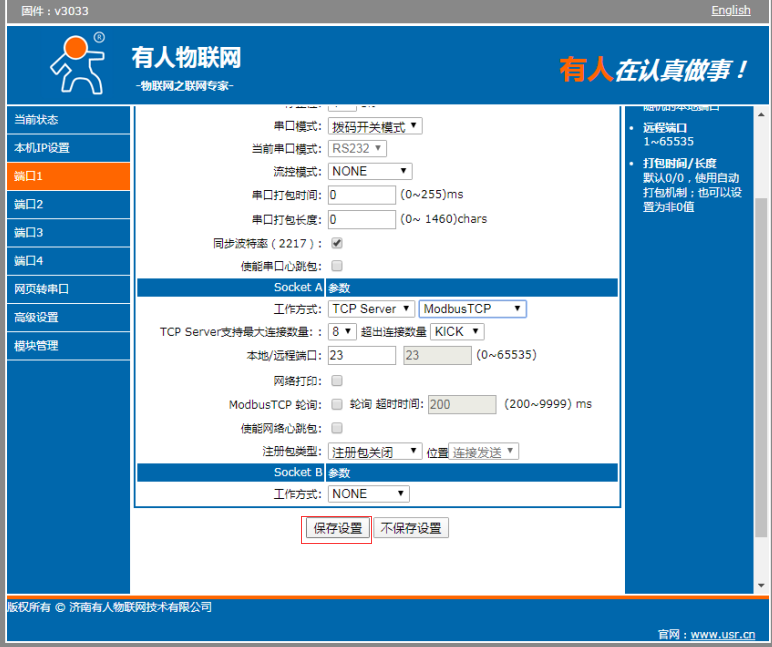 固件：v3033
English
®
有人物联网
-物联网之联网专家-
有人在认真做事！
当前状态
本机IP设置
端口1
端口2
端口3
端口4
网页转串口
高级设置
模块管理
串口模式: 拨码开关模式
当前串口模式: RS232
流控模式: NONE
串口打包时间: 0 (0~255)ms
串口打包长度: 0 (0~ 1460)chars
同步波特率（2217）:
使能串口心跳包:
Socket A 参数
工作方式: TCP Server ModbusTCP
TCP Server支持最大连接数量: : 8 超出连接数量 KICK
本地/远程端口: 23 23 (0~65535)
网络打印:
ModbusTCP 轮询: 轮询 超时时间: 200 (200~9999) ms
使能网络心跳包:
注册包类型: 注册包关闭 位置 连接发送
Socket B 参数
工作方式: NONE
保存设置 不保存设置
随机的本地端口
远程端口
1~65535
打包时间/长度
默认0/0，使用自动
打包机制；也可以设
置为非0值
版权所有 © 济南有人物联网技术有限公司
官网：www.usr.cn